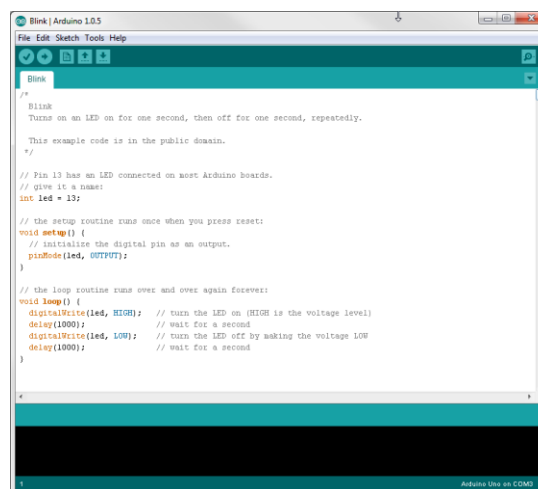 Blink | Arduino 1.0.5
File Edit Sketch Tools Help
Blink
/*
  Blink
  Turns on an LED on for one second, then off for one second, repeatedly.

  This example code is in the public domain.
 */

// Pin 13 has an LED connected on most Arduino boards.
// give it a name:
int led = 13;

// the setup routine runs once when you press reset:
void setup() {
  // initialize the digital pin as an output.
  pinMode(led, OUTPUT);
}

// the loop routine runs over and over again forever:
void loop() {
  digitalWrite(led, HIGH);   // turn the LED on (HIGH is the voltage level)
  delay(1000);               // wait for a second
  digitalWrite(led, LOW);    // turn the LED off by making the voltage LOW
  delay(1000);               // wait for a second
}
1
Arduino Uno on COM3